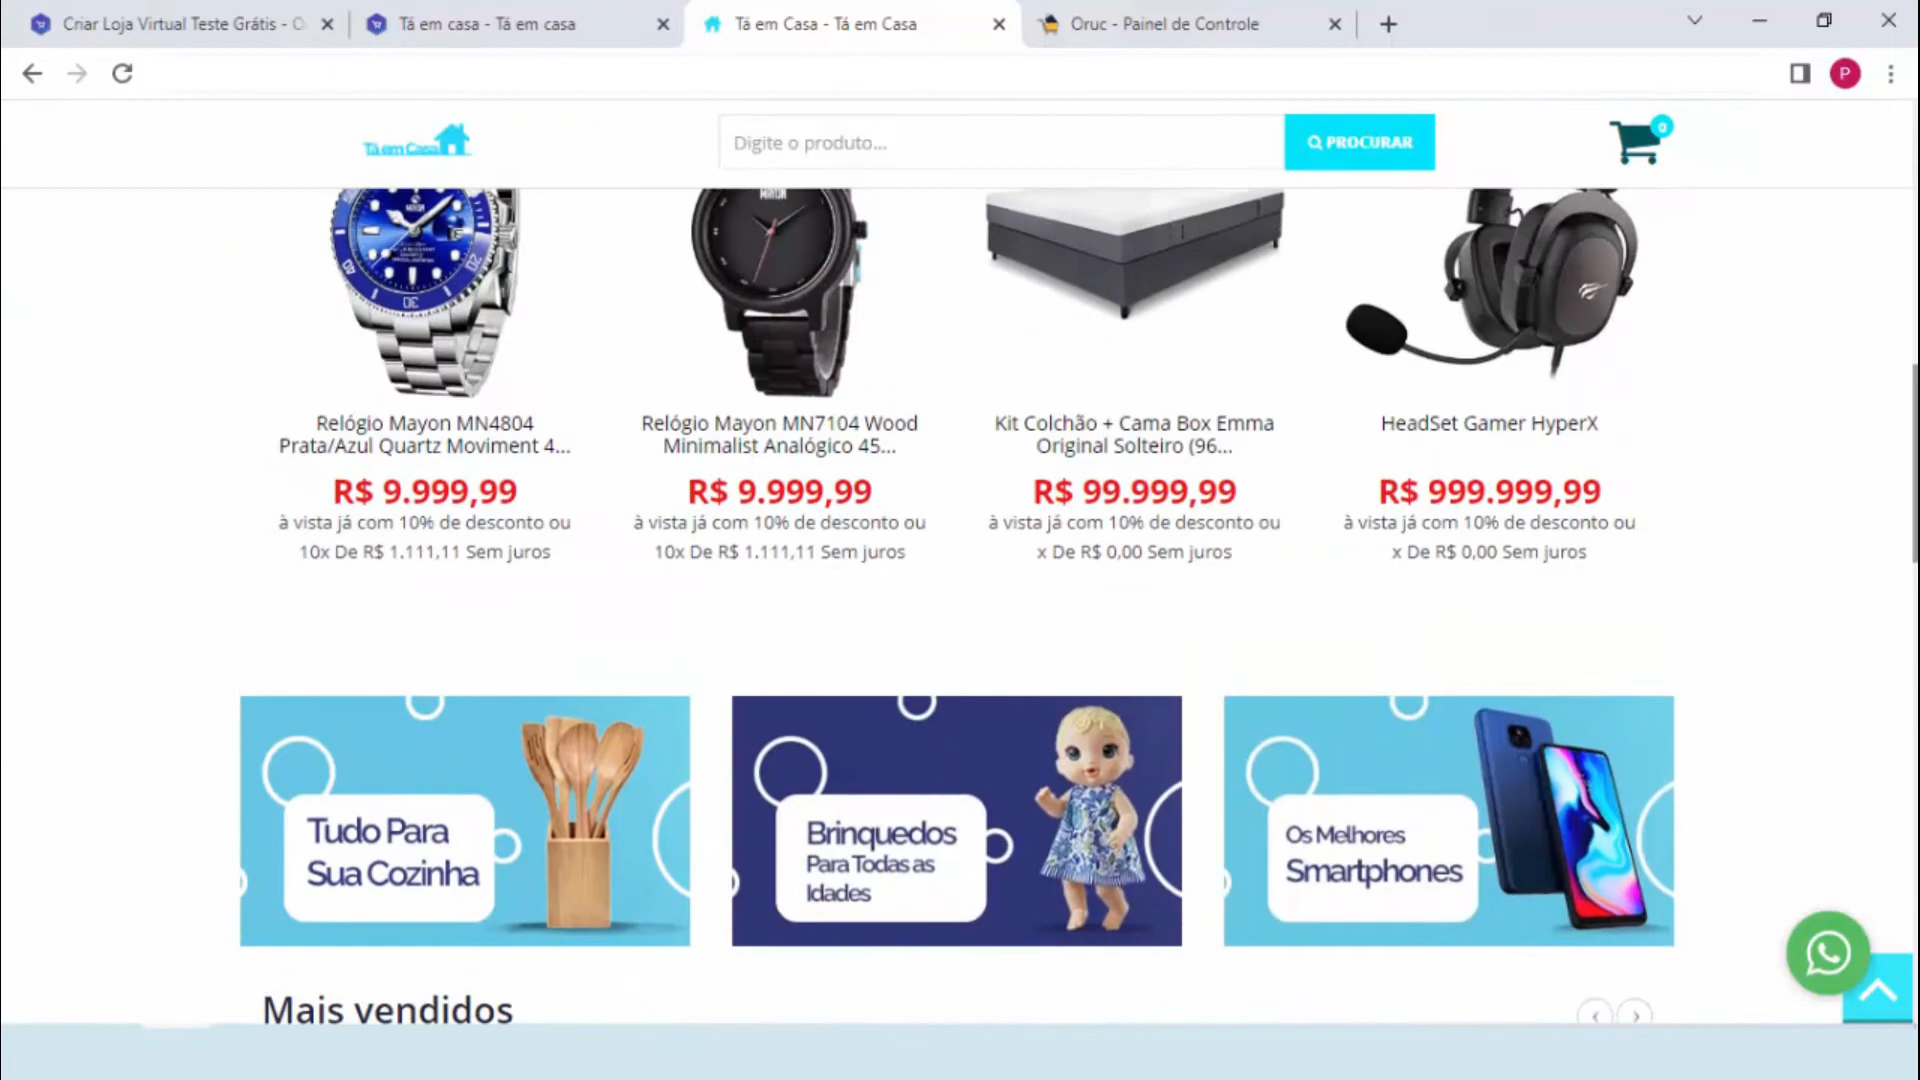 Criar Loja Virtual Teste Grátis - O
Tá em casa - Tá em casa
Tá em Casa - Tá em Casa
Oruc - Painel de Controle
P
Tá em Casa
Digite o produto...
PROCURAR
0
Relógio Mayon MN4804
Prata/Azul Quartz Moviment 4...
R$ 9.999,99
à vista já com 10% de desconto ou
10x De R$ 1.111,11 Sem juros
Relógio Mayon MN7104 Wood
Minimalist Analógico 45...
R$ 9.999,99
à vista já com 10% de desconto ou
10x De R$ 1.111,11 Sem juros
Kit Colchão + Cama Box Emma
Original Solteiro (96...
R$ 99.999,99
à vista já com 10% de desconto ou
x De R$ 0,00 Sem juros
HeadSet Gamer HyperX
R$ 999.999,99
à vista já com 10% de desconto ou
x De R$ 0,00 Sem juros
Tudo Para
Sua Cozinha
Brinquedos
Para Todas as
Idades
Os Melhores
Smartphones
Mais vendidos